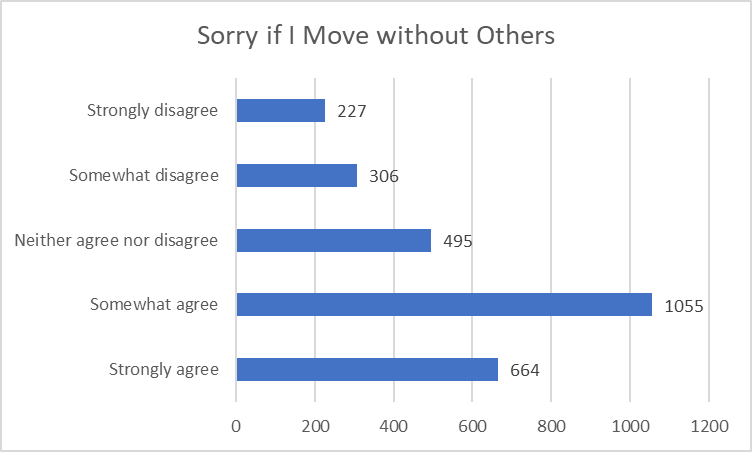 Sorry if I Move without Others
Strongly disagree 227
Somewhat disagree 306
Neither agree nor disagree 495
Somewhat agree 1055
Strongly agree 664
0 200 400 600 800 1000 1200